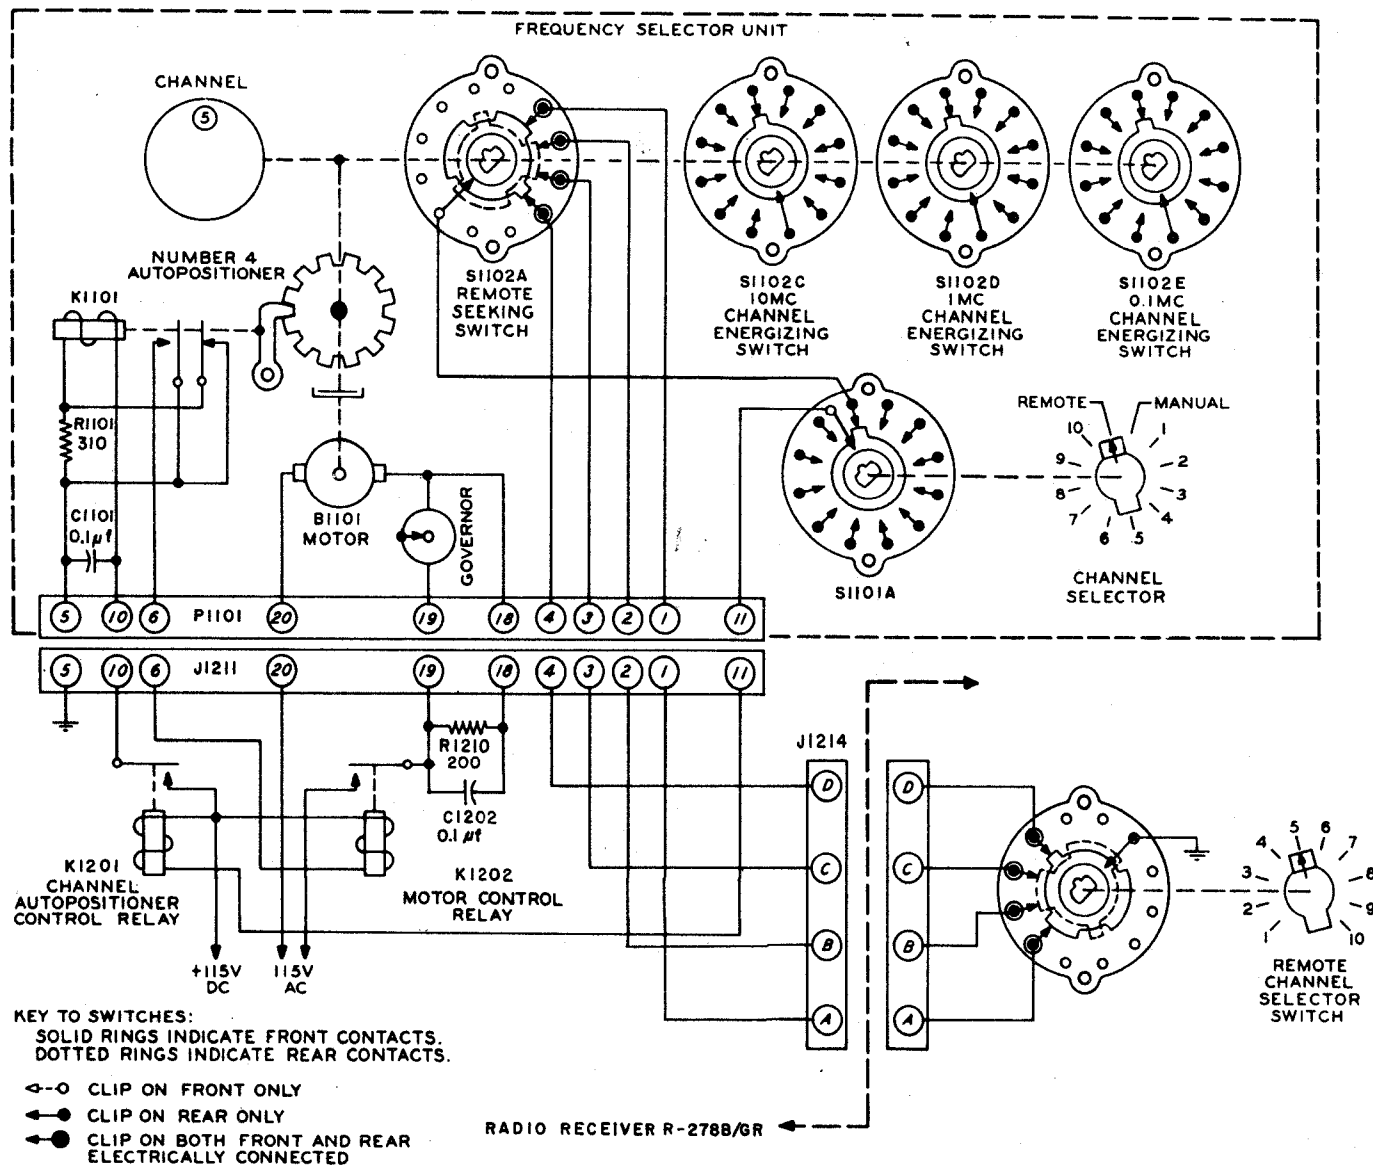 FREQUENCY SELECTOR UNIT
CHANNEL
5
NUMBER 4
AUTOPOSITIONER
K1101
S1102A
REMOTE
SEEKING
SWITCH
S1102C
10MC
CHANNEL
ENERGIZING
SWITCH
S1102D
1MC
CHANNEL
ENERGIZING
SWITCH
S1102E
0.1MC
CHANNEL
ENERGIZING
SWITCH
R1101
310
C1101
0.1μf
B1101
MOTOR
GOVERNOR
S1101A
REMOTE
MANUAL
10
1
9
2
8
3
7
4
6
5
CHANNEL
SELECTOR
5 10 6 P1101 20 19 18 4 3 2 1 11
5 10 6 J1211 20 19 18 4 3 2 1 11
R1210
200
C1202
0.1 μf
K1201
CHANNEL
AUTOPOSITIONER
CONTROL RELAY
K1202
MOTOR CONTROL
RELAY
+115V
DC
115V
AC
J1214
D
C
B
A
D
C
B
A
5
6
4
7
3
8
2
9
1
10
REMOTE
CHANNEL
SELECTOR
SWITCH
KEY TO SWITCHES:
SOLID RINGS INDICATE FRONT CONTACTS.
DOTTED RINGS INDICATE REAR CONTACTS.
CLIP ON FRONT ONLY
CLIP ON REAR ONLY
CLIP ON BOTH FRONT AND REAR
ELECTRICALLY CONNECTED
RADIO RECEIVER R-278B/GR